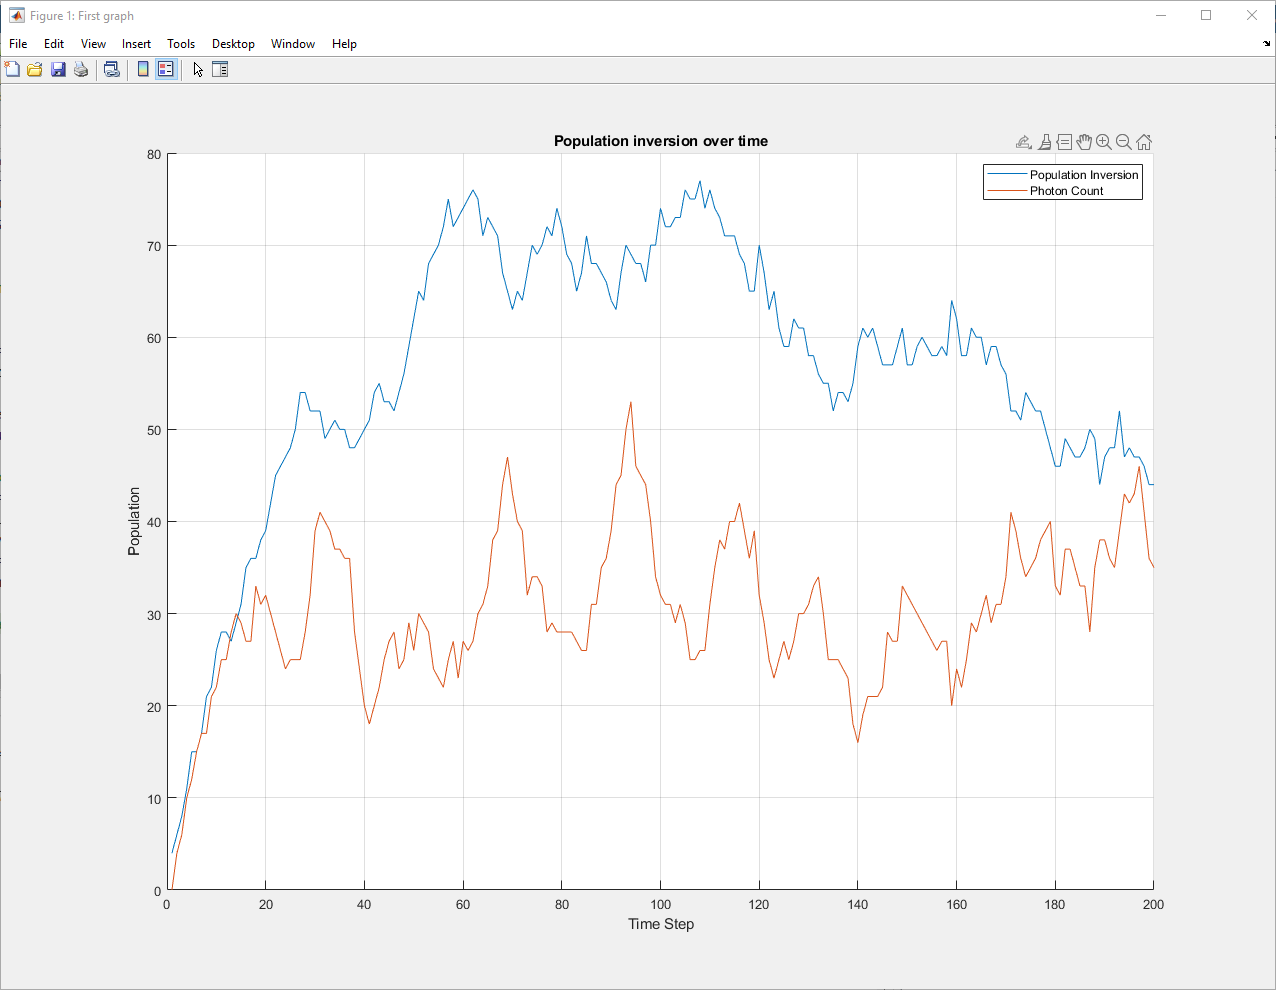 Figure 1: First graph
File Edit View Insert Tools Desktop Window Help
Population inversion over time
Population Inversion
Photon Count
80
70
60
50
40
30
20
10
0
Population
0 20 40 60 80 100 120 140 160 180 200
Time Step